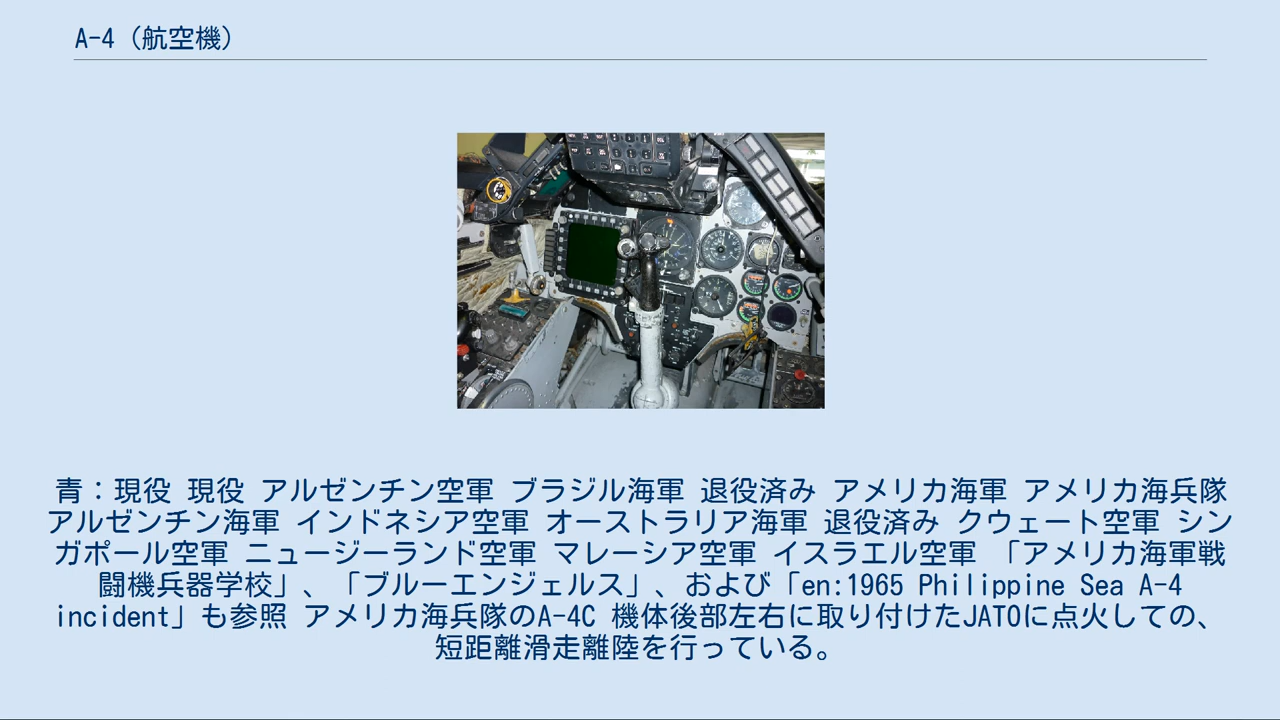 A-4（航空機）
青：現役 現役 アルゼンチン空軍 ブラジル海軍 退役済み アメリカ海軍 アメリカ海兵隊
アルゼンチン海軍 インドネシア空軍 オーストラリア海軍 退役済み クウェート空軍 シン
ガポール空軍 ニュージーランド空軍 マレーシア空軍 イスラエル空軍 「アメリカ海軍戦
闘機兵器学校」、「ブルーエンジェルス」、および「en:1965 Philippine Sea A-4
incident」も参照 アメリカ海兵隊のA-4C 機体後部左右に取り付けたJATOに点火しての、
短距離滑走離陸を行っている。